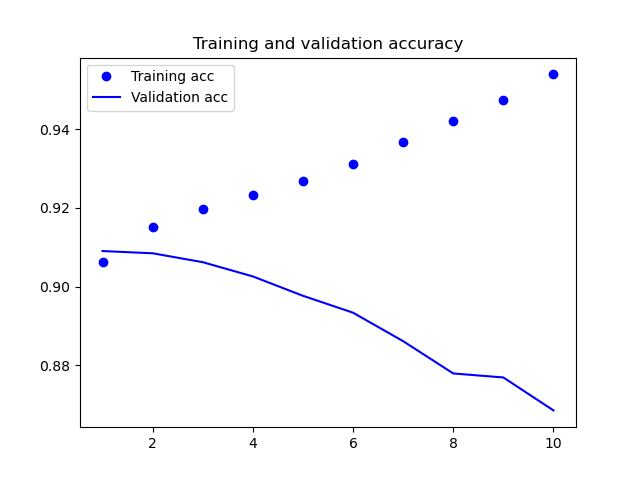 Training and validation accuracy
Training acc
Validation acc
0.94
0.92
0.90
0.88
2 4 6 8 10